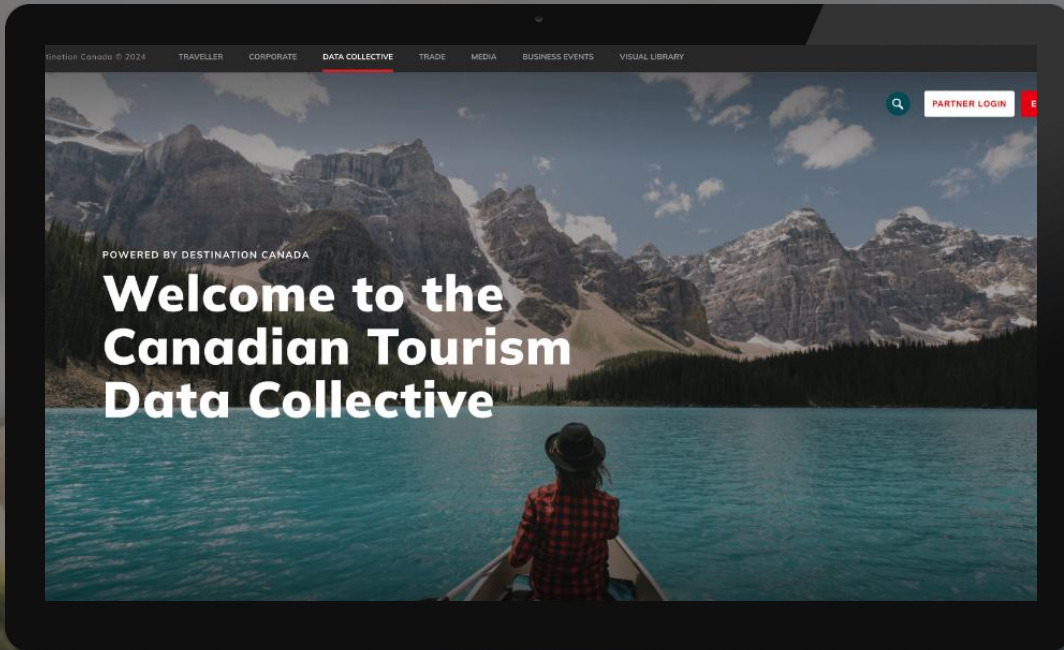 tination Canada © 2024 TRAVELLER CORPORATE DATA COLLECTIVE TRADE MEDIA BUSINESS EVENTS VISUAL LIBRARY
PARTNER LOGIN E
POWERED BY DESTINATION CANADA
Welcome to the
Canadian Tourism
Data Collective